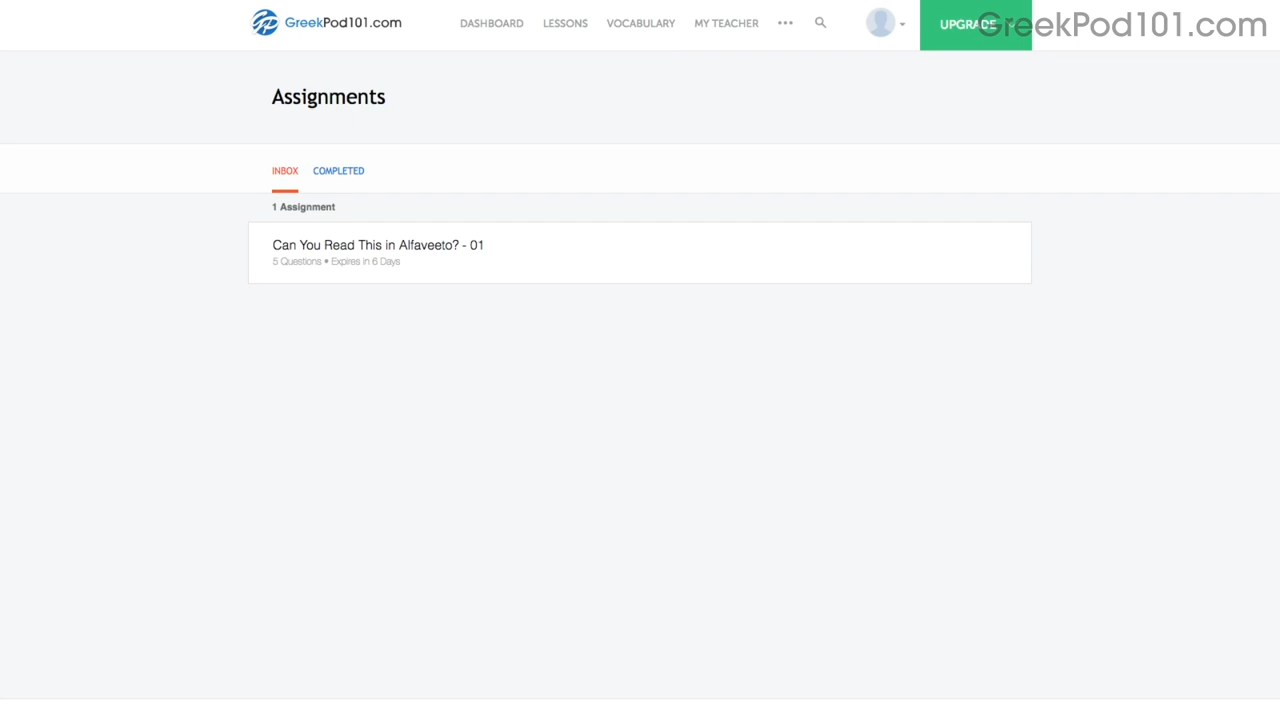 GreekPod101.com
DASHBOARD LESSONS VOCABULARY MY TEACHER ••• UPGRADE
GreekPod101.com
Assignments
INBOX COMPLETED
1 Assignment
Can You Read This in Alfaveeto? - 01
5 Questions • Expires in 6 Days